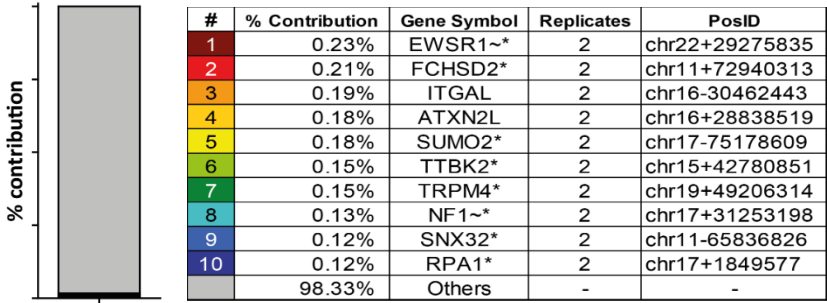 % contribution
# % Contribution Gene Symbol Replicates PosID
1 0.23% EWSR1~* 2 chr22+29275835
2 0.21% FCHSD2* 2 chr11+72940313
3 0.19% ITGAL 2 chr16-30462443
4 0.18% ATXN2L 2 chr16+28838519
5 0.18% SUMO2* 2 chr17-75178609
6 0.15% TTBK2* 2 chr15+42780851
7 0.15% TRPM4* 2 chr19+49206314
8 0.13% NF1~* 2 chr17+31253198
9 0.12% SNX32* 2 chr11-65836826
10 0.12% RPA1* 2 chr17+1849577
98.33% Others - -